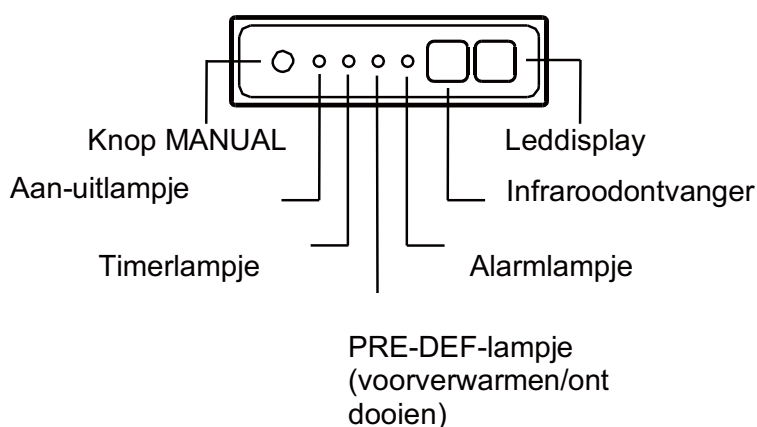 Knop MANUAL
Leddisplay
Aan-uitlampje
Infraroodontvanger
Timerlampje
Alarmlampje
PRE-DEF-lampje
(voorverwarmen/ont
dooien)